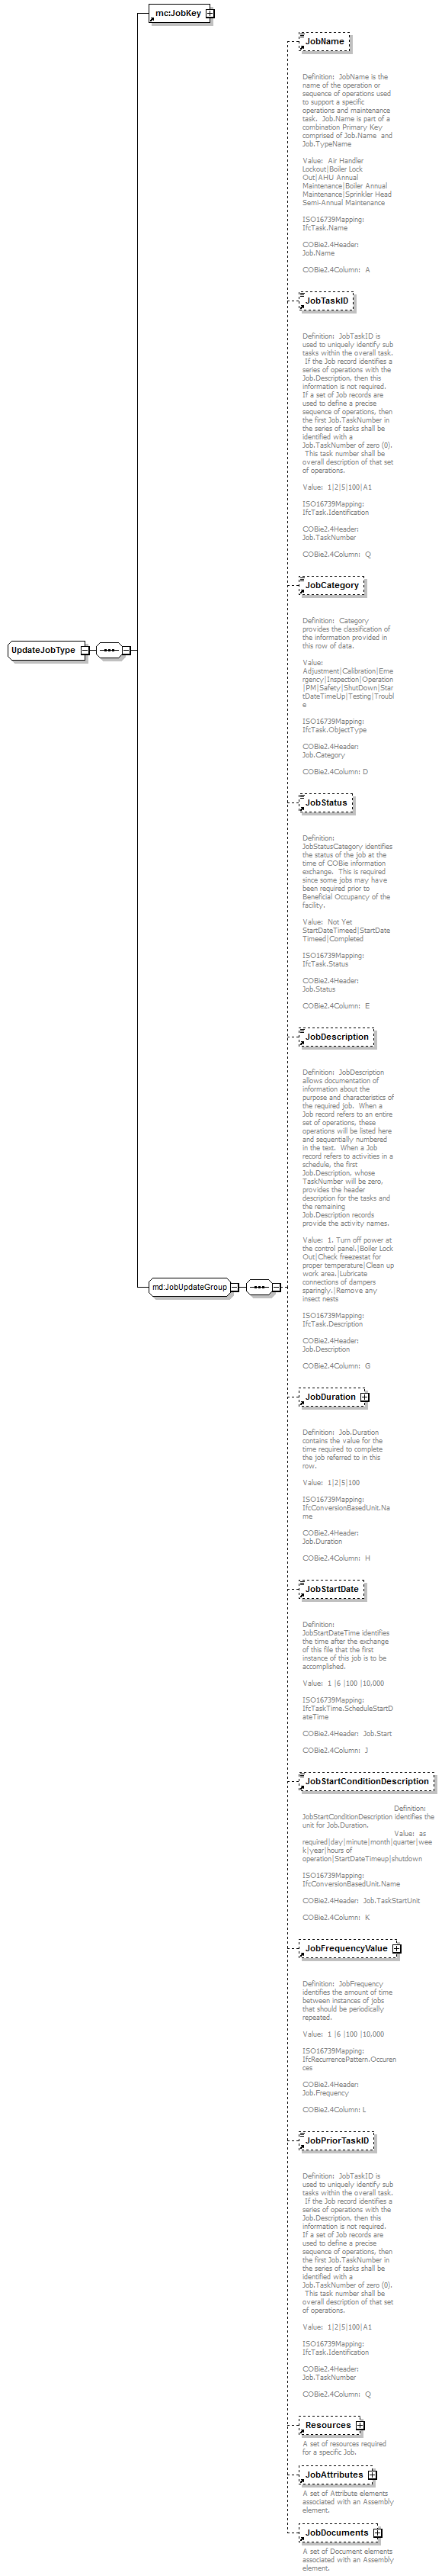 mc:JobKey
JobName
Definition: JobName is the
name of the operation or
sequence of operations used
to support a specific
operations and maintenance
task. Job.Name is part of a
combination Primary Key
comprised of Job.Name and
Job.TypeName
Value: Air Handler
Lockout|Boiler Lock
Out|AHU Annual
Maintenance|Boiler Annual
Maintenance|Sprinkler Head
Semi-Annual Maintenance
ISO16739Mapping:
IfcTask.Name
COBie2.4Header:
Job.Name
COBie2.4Column: A
JobTaskID
Definition: JobTaskID is
used to uniquely identify sub
tasks within the overall task.
If the Job record identifies a
series of operations with the
Job.Description, then this
information is not required.
If a set of Job records are
used to define a precise
sequence of operations, then
the first Job.TaskNumber in
the series of tasks shall be
identified with a
Job.TaskNumber of zero (0).
This task number shall be
overall description of that set
of operations.
Value: 1|2|5|100|A1
ISO16739Mapping:
IfcTask.Identification
COBie2.4Header:
Job.TaskNumber
COBie2.4Column: Q
JobCategory
Definition: Category
provides the classification of
the information provided in
this row of data.
Value:
Adjustment|Calibration|Eme
rgency|Inspection|Operation
|PM|Safety|ShutDown|Star
tDateTimeUp|Testing|Troubl
e
ISO16739Mapping:
IfcTask.ObjectType
COBie2.4Header:
Job.Category
COBie2.4Column: D
UpdateJobType
JobStatus
Definition:
JobStatusCategory identifies
the status of the job at the
time of COBie information
exchange. This is required
since some jobs may have
been required prior to
Beneficial Occupancy of the
facility.
Value: Not Yet
StartDateTimeed|StartDate
Timeed|Completed
ISO16739Mapping:
IfcTask.Status
COBie2.4Header:
Job.Status
COBie2.4Column: E
JobDescription
Definition: JobDescription
allows documentation of
information about the
purpose and characteristics of
the required job. When a
Job record refers to an entire
set of operations, these
operations will be listed here
and sequentially numbered
in the text. When a Job
record refers to activities in a
schedule, the first
Job.Description, whose
TaskNumber will be zero,
provides the header
description for the tasks and
the remaining
Job.Description records
provide the activity names.
Value: 1. Turn off power at
the control panel.|Boiler Lock
Out|Check freezestat for
proper temperature|Clean up
work area.|Lubricate
connections of dampers
sparingly.|Remove any
insect nests
ISO16739Mapping:
IfcTask.Description
COBie2.4Header:
Job.Description
COBie2.4Column: G
md:JobUpdateGroup
JobDuration
Definition: Job.Duration
contains the value for the
time required to complete
the job referred to in this
row.
Value: 1|2|5|100
ISO16739Mapping:
IfcConversionBasedUnit.Na
me
COBie2.4Header:
Job.Duration
COBie2.4Column: H
JobStartDate
Definition:
JobStartDateTime identifies
the time after the exchange
of this file that the first
instance of this job is to be
accomplished.
Value: 1 |6 |100 |10,000
ISO16739Mapping:
IfcTaskTime.ScheduleStartD
ateTime
COBie2.4Header: Job.Start
COBie2.4Column: J
JobStartConditionDescription
Definition:
JobStartConditionDescription identifies the
unit for Job.Duration.
Value: as
required|day|minute|month|quarter|wee
k|year|hours of
operation|StartDateTimeup|shutdown
ISO16739Mapping:
IfcConversionBasedUnit.Name
COBie2.4Header: Job.TaskStartUnit
COBie2.4Column: K
JobFrequencyValue
Definition: JobFrequency
identifies the amount of time
between instances of jobs
that should be periodically
repeated.
Value: 1 |6 |100 |10,000
ISO16739Mapping:
IfcRecurrencePattern.Occuren
ces
COBie2.4Header:
Job.Frequency
COBie2.4Column: L
JobPriorTaskID
Definition: JobTaskID is
used to uniquely identify sub
tasks within the overall task.
If the Job record identifies a
series of operations with the
Job.Description, then this
information is not required.
If a set of Job records are
used to define a precise
sequence of operations, then
the first Job.TaskNumber in
the series of tasks shall be
identified with a
Job.TaskNumber of zero (0).
This task number shall be
overall description of that set
of operations.
Value: 1|2|5|100|A1
ISO16739Mapping:
IfcTask.Identification
COBie2.4Header:
Job.TaskNumber
COBie2.4Column: Q
Resources
A set of resources required
for a specific Job.
JobAttributes
A set of Attribute elements
associated with an Assembly
element.
JobDocuments
A set of Document elements
associated with an Assembly
element.